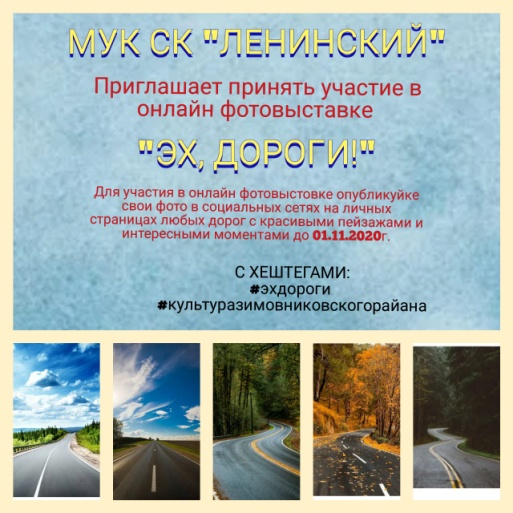 МУК СК "ЛЕНИНСКИЙ"
Приглашает принять участие в
онлайн фотовыставке
"ЭХ, ДОРОГИ!"
Для участия в онлайн фотовыстовке опубликуйке
свои фото в социальных сетях на личных
страницах любых дорог с красивыми пейзажами и
интересными моментами до 01.11.2020г.
С ХЕШТЕГАМИ:
#эхдороги
#культуразимовниковскогорайана